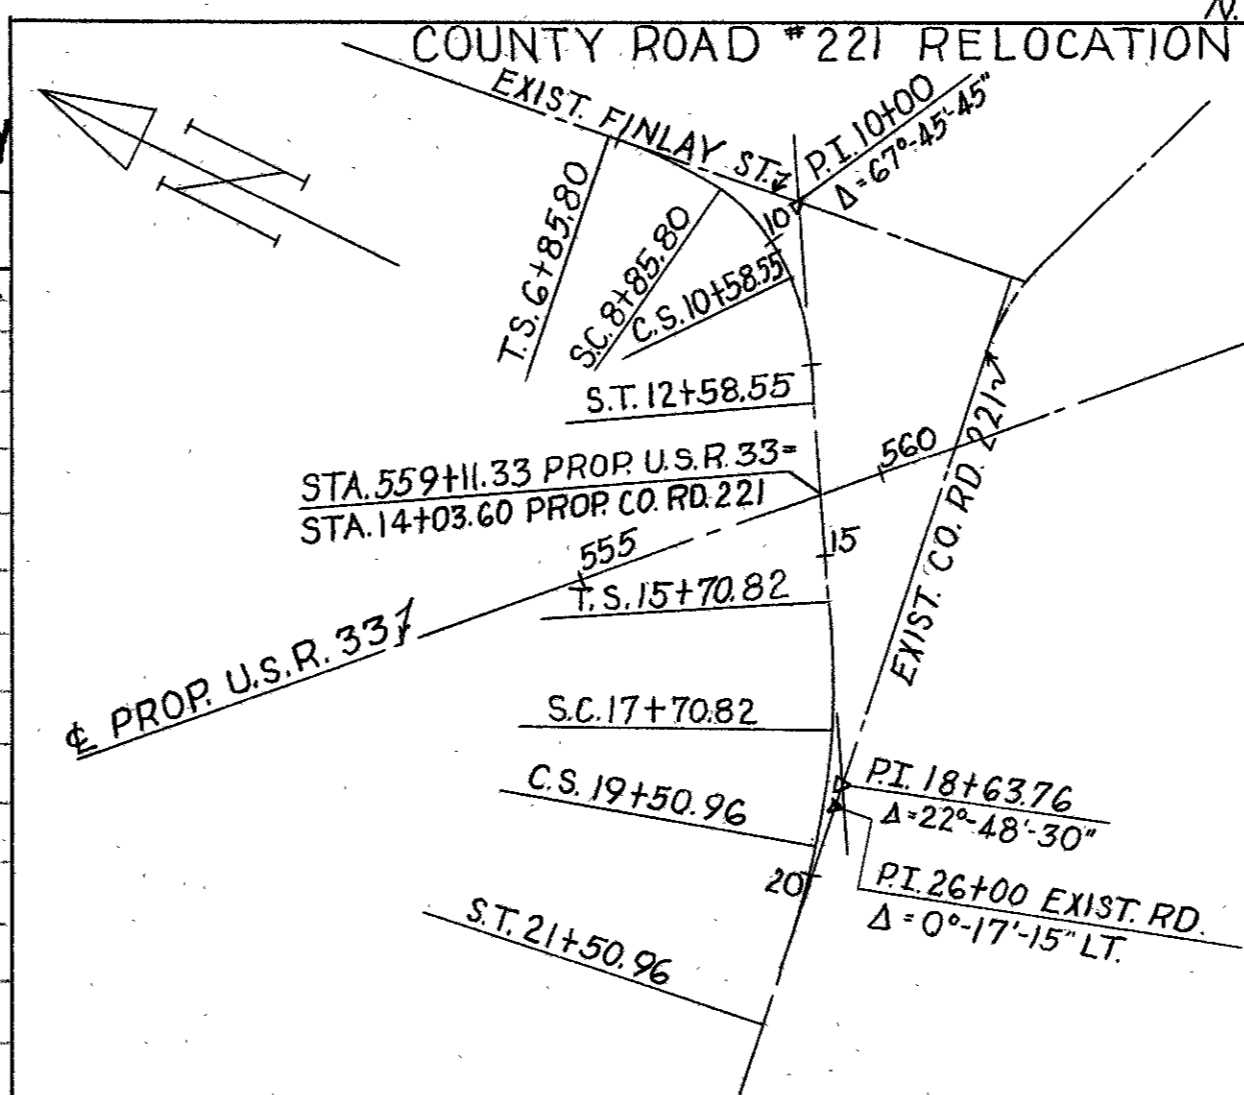 N.
COUNTY ROAD #221 RELOCATION
EXIST. FINLAY ST.
P.I. 10+00
Δ=67°-45'-45"
10
T.S. 6+85.80
S.C. 8+85.80
C.S. 10+58.55
S.T. 12+58.55
STA. 559+11.33 PROP. U.S.R. 33=
STA. 14+03.60 PROP. CO. RD. 221
560
555
15
EXIST. CO. RD. 221
T.S. 15+70.82
℄ PROP. U.S.R. 33
S.C. 17+70.82
C.S. 19+50.96
P.I. 18+63.76
Δ=22°-48'-30"
20
P.I. 26+00 EXIST. RD.
Δ=0°-17'-15" LT.
S.T. 21+50.96